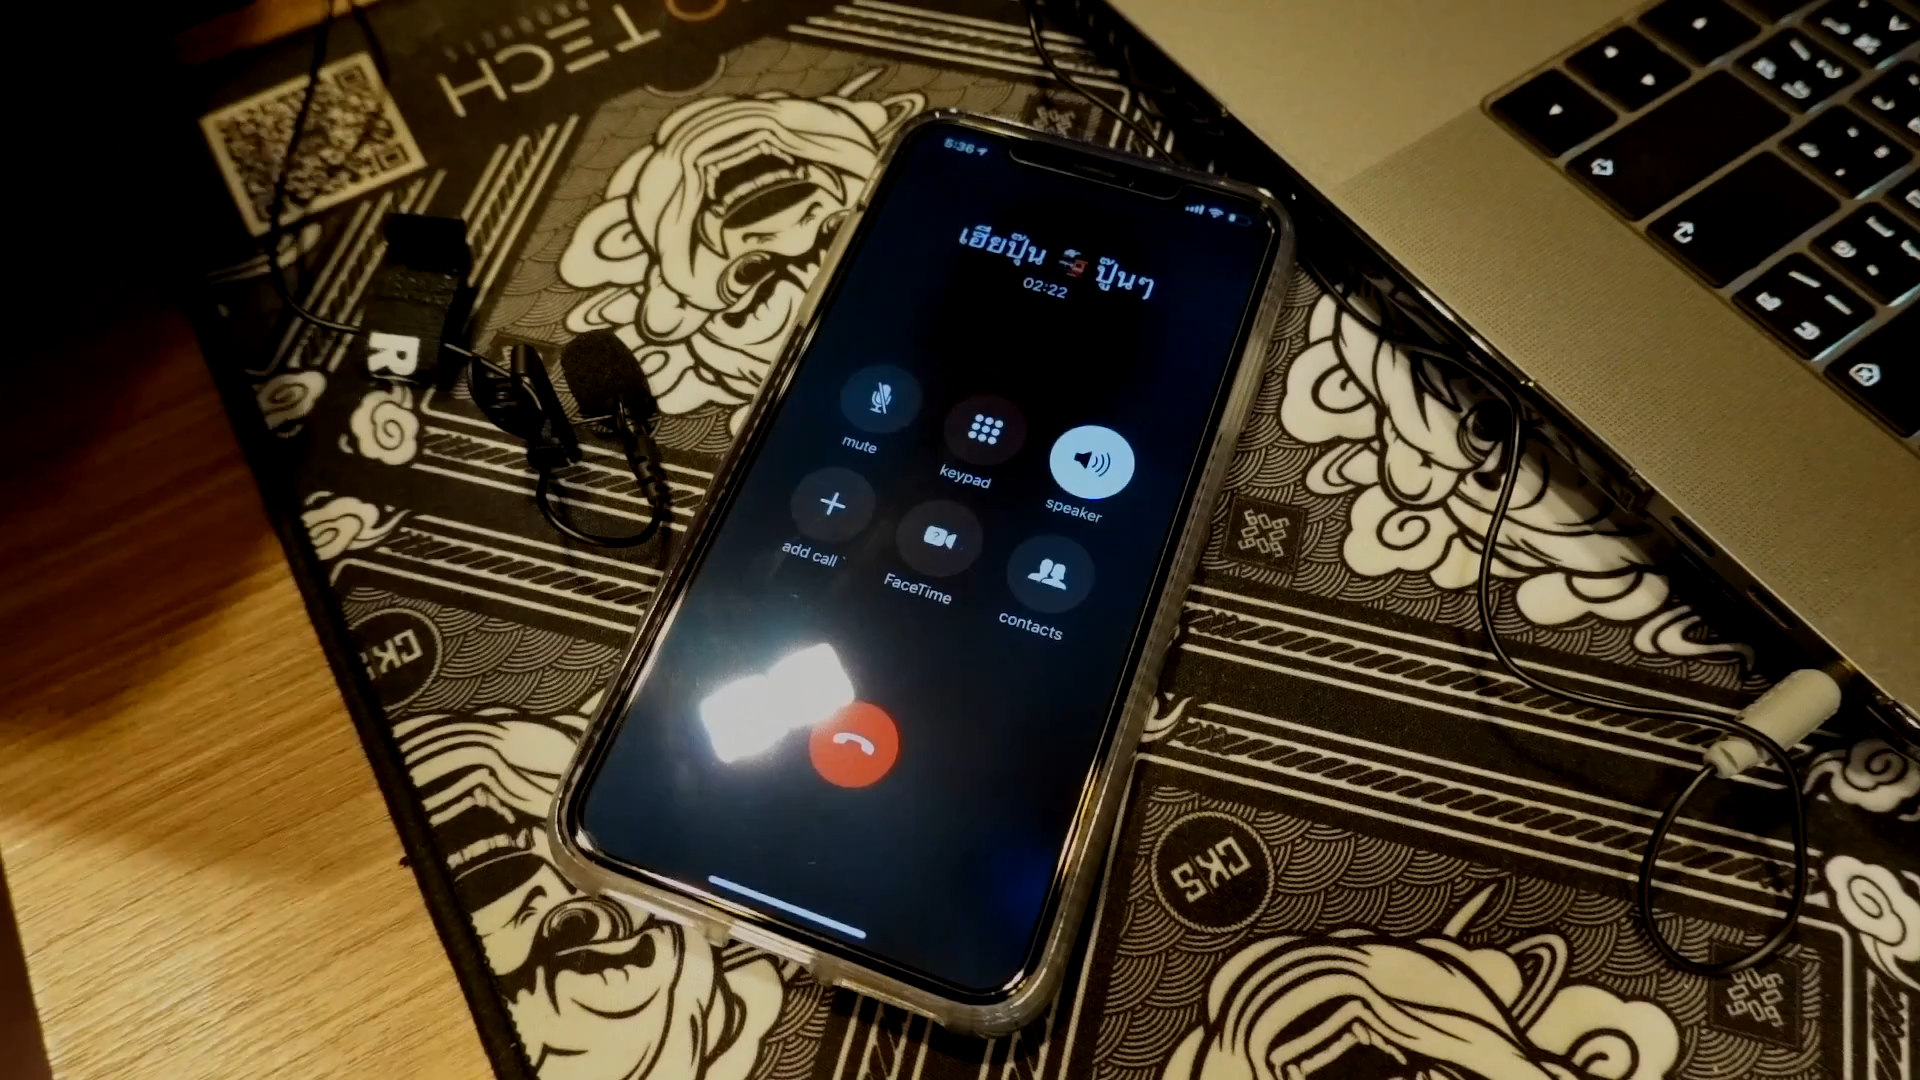 TECH
5:36
เฮียปุ๊น 🔫 ปู๊นๆ
02:22
mute
keypad
speaker
add call
FaceTime
contacts
R
CKS
CKS